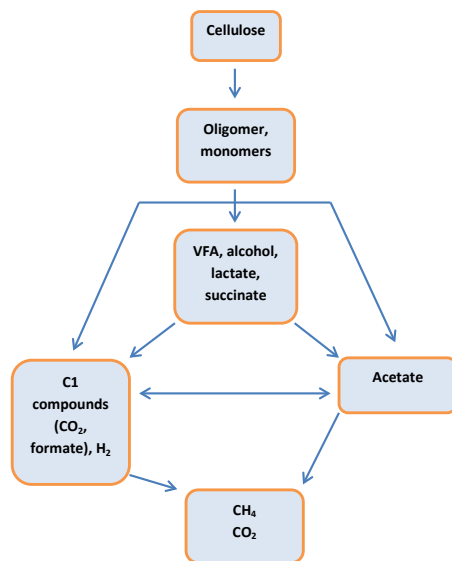 Cellulose
Oligomer,
monomers
VFA, alcohol,
lactate,
succinate
C1
compounds
(CO₂,
formate), H₂
Acetate
CH₄
CO₂